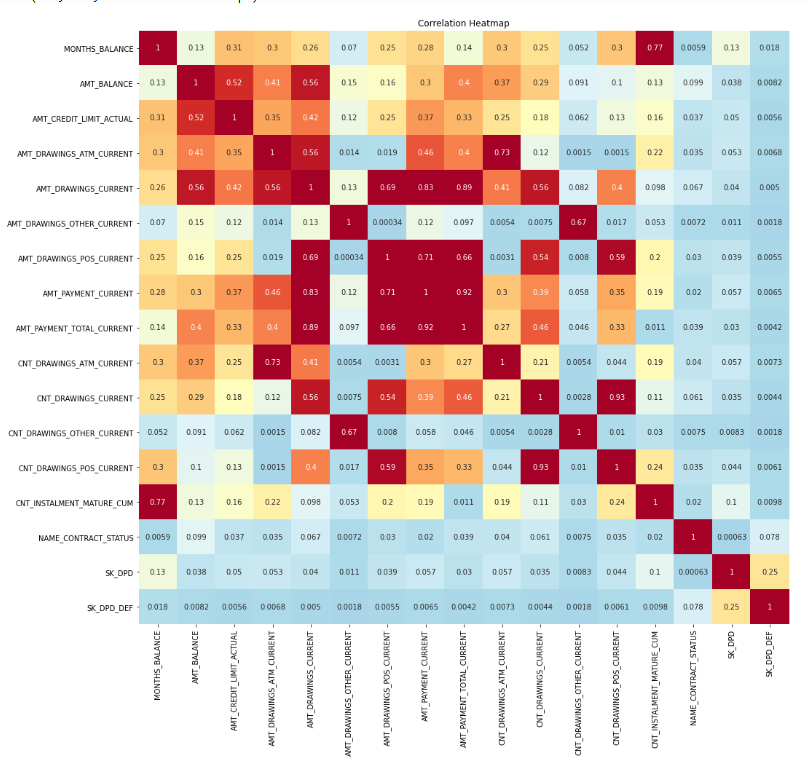 Correlation Heatmap
MONTHS_BALANCE 1 0.13 0.31 0.3 0.26 0.07 0.25 0.28 0.14 0.3 0.25 0.052 0.3 0.77 0.0059 0.13 0.018
AMT_BALANCE 0.13 1 0.52 0.41 0.56 0.15 0.16 0.3 0.4 0.37 0.29 0.091 0.1 0.13 0.099 0.038 0.0082
AMT_CREDIT_LIMIT_ACTUAL 0.31 0.52 1 0.35 0.42 0.12 0.25 0.37 0.33 0.25 0.18 0.062 0.13 0.16 0.037 0.05 0.0056
AMT_DRAWINGS_ATM_CURRENT 0.3 0.41 0.35 1 0.56 0.014 0.019 0.46 0.4 0.73 0.12 0.0015 0.0015 0.22 0.035 0.053 0.0068
AMT_DRAWINGS_CURRENT 0.26 0.56 0.42 0.56 1 0.13 0.69 0.83 0.89 0.41 0.56 0.082 0.4 0.098 0.067 0.04 0.005
AMT_DRAWINGS_OTHER_CURRENT 0.07 0.15 0.12 0.014 0.13 1 0.00034 0.12 0.097 0.0054 0.0075 0.67 0.017 0.053 0.0072 0.011 0.0018
AMT_DRAWINGS_POS_CURRENT 0.25 0.16 0.25 0.019 0.69 0.00034 1 0.71 0.66 0.0031 0.54 0.008 0.59 0.2 0.03 0.039 0.0055
AMT_PAYMENT_CURRENT 0.28 0.3 0.37 0.46 0.83 0.12 0.71 1 0.92 0.3 0.39 0.058 0.35 0.19 0.02 0.057 0.0065
AMT_PAYMENT_TOTAL_CURRENT 0.14 0.4 0.33 0.4 0.89 0.097 0.66 0.92 1 0.27 0.46 0.046 0.33 0.011 0.039 0.03 0.0042
CNT_DRAWINGS_ATM_CURRENT 0.3 0.37 0.25 0.73 0.41 0.0054 0.0031 0.3 0.27 1 0.21 0.0054 0.044 0.19 0.04 0.057 0.0073
CNT_DRAWINGS_CURRENT 0.25 0.29 0.18 0.12 0.56 0.0075 0.54 0.39 0.46 0.21 1 0.0028 0.93 0.11 0.061 0.035 0.0044
CNT_DRAWINGS_OTHER_CURRENT 0.052 0.091 0.062 0.0015 0.082 0.67 0.008 0.058 0.046 0.0054 0.0028 1 0.01 0.03 0.0075 0.0083 0.0018
CNT_DRAWINGS_POS_CURRENT 0.3 0.1 0.13 0.0015 0.4 0.017 0.59 0.35 0.33 0.044 0.93 0.01 1 0.24 0.035 0.044 0.0061
CNT_INSTALMENT_MATURE_CUM 0.77 0.13 0.16 0.22 0.098 0.053 0.2 0.19 0.011 0.19 0.11 0.03 0.24 1 0.02 0.1 0.0098
NAME_CONTRACT_STATUS 0.0059 0.099 0.037 0.035 0.067 0.0072 0.03 0.02 0.039 0.04 0.061 0.0075 0.035 0.02 1 0.00063 0.078
SK_DPD 0.13 0.038 0.05 0.053 0.04 0.011 0.039 0.057 0.03 0.057 0.035 0.0083 0.044 0.1 0.00063 1 0.25
SK_DPD_DEF 0.018 0.0082 0.0056 0.0068 0.005 0.0018 0.0055 0.0065 0.0042 0.0073 0.0044 0.0018 0.0061 0.0098 0.078 0.25 1
MONTHS_BALANCE
AMT_BALANCE
AMT_CREDIT_LIMIT_ACTUAL
AMT_DRAWINGS_ATM_CURRENT
AMT_DRAWINGS_CURRENT
AMT_DRAWINGS_OTHER_CURRENT
AMT_DRAWINGS_POS_CURRENT
AMT_PAYMENT_CURRENT
AMT_PAYMENT_TOTAL_CURRENT
CNT_DRAWINGS_ATM_CURRENT
CNT_DRAWINGS_CURRENT
CNT_DRAWINGS_OTHER_CURRENT
CNT_DRAWINGS_POS_CURRENT
CNT_INSTALMENT_MATURE_CUM
NAME_CONTRACT_STATUS
SK_DPD
SK_DPD_DEF